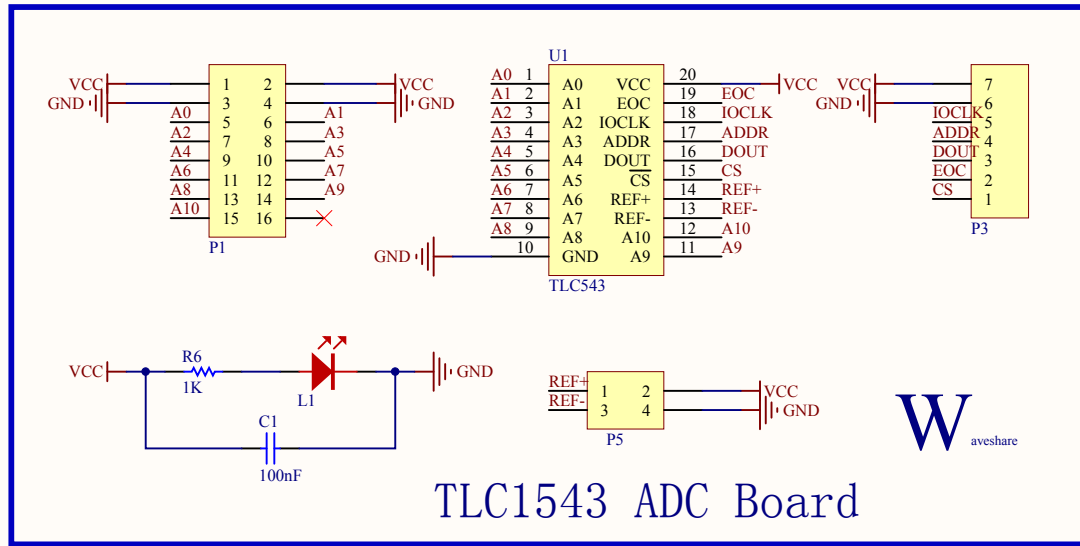 VCC 1 2 VCC
GND 3 4 GND
A0 5 6 A1
A2 7 8 A3
A4 9 10 A5
A6 11 12 A7
A8 13 14 A9
A10 15 16
P1
U1
A0 1 A0 VCC 20 VCC
A1 2 A1 EOC 19 EOC
A2 3 A2 IOCLK 18 IOCLK
A3 4 A3 ADDR 17 ADDR
A4 5 A4 DOUT 16 DOUT
A5 6 A5 CS 15 CS
A6 7 A6 REF+ 14 REF+
A7 8 A7 REF- 13 REF-
A8 9 A8 A10 12 A10
GND 10 GND A9 11 A9
TLC543
VCC 7
GND 6
IOCLK 5
ADDR 4
DOUT 3
EOC 2
CS 1
P3
VCC R6 GND
1K L1
C1
100nF
REF+ 1 2 VCC
REF- 3 4 GND
P5
Waveshare
TLC1543 ADC Board